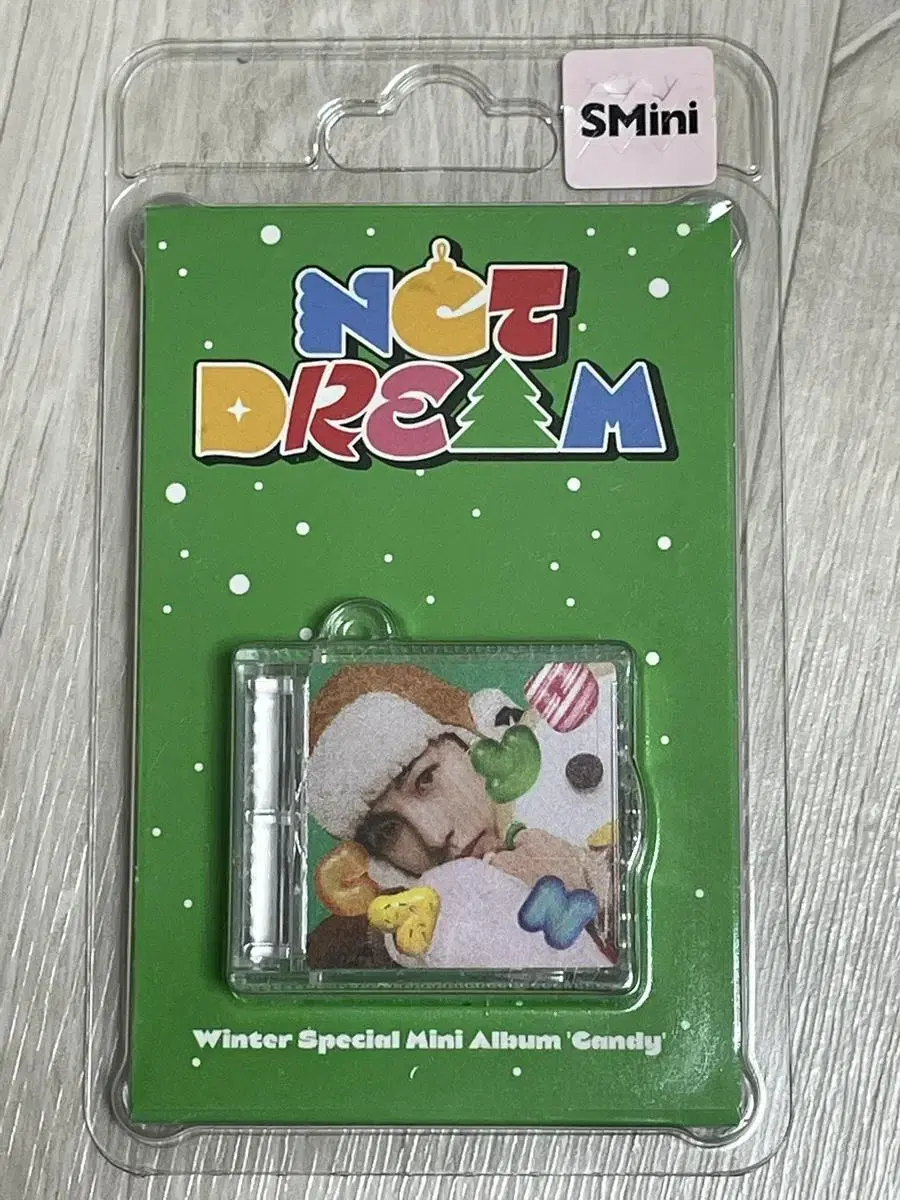 SMini
NCT
DREAM
Winter Special Mini Album 'Candy'